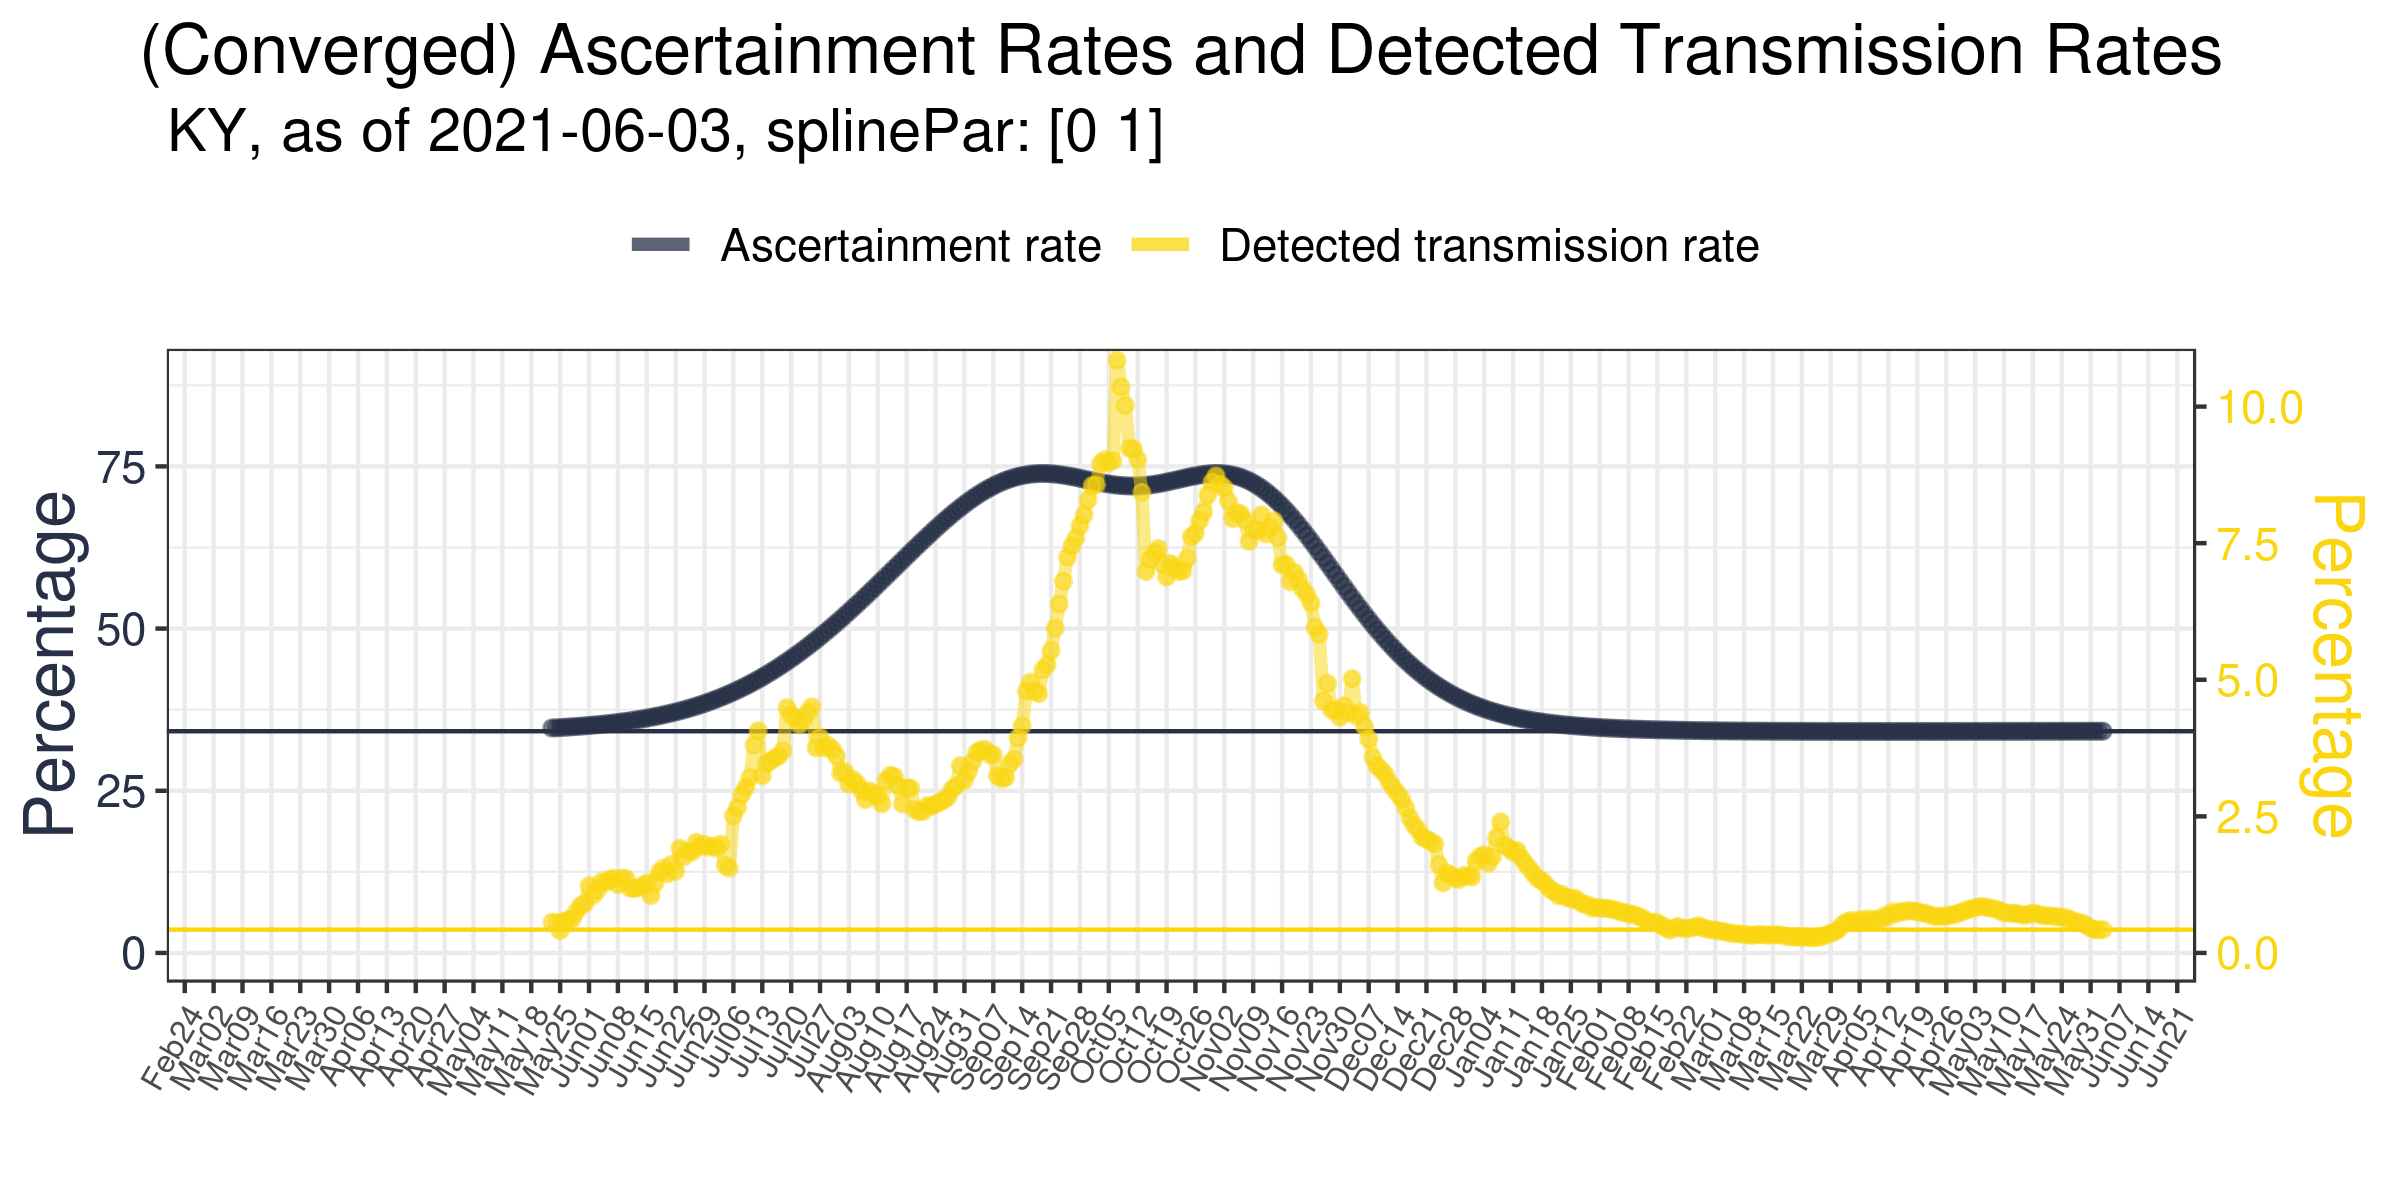 (Converged) Ascertainment Rates and Detected Transmission Rates
KY, as of 2021-06-03, splinePar: [0 1]
Ascertainment rate Detected transmission rate
Percentage
75
50
25
0
10.0
7.5
5.0
2.5
0.0
Percentage
Feb24 Mar02 Mar09 Mar16 Mar23 Mar30 Apr06 Apr13 Apr20 Apr27 May04 May11 May18 May25 Jun01 Jun08 Jun15 Jun22 Jun29 Jul06 Jul13 Jul20 Jul27 Aug03 Aug10 Aug17 Aug24 Aug31 Sep07 Sep14 Sep21 Sep28 Oct05 Oct12 Oct19 Oct26 Nov02 Nov09 Nov16 Nov23 Nov30 Dec07 Dec14 Dec21 Dec28 Jan04 Jan11 Jan18 Jan25 Feb01 Feb08 Feb15 Feb22 Mar01 Mar08 Mar15 Mar22 Mar29 Apr05 Apr12 Apr19 Apr26 May03 May10 May17 May24 May31 Jun07 Jun14 Jun21